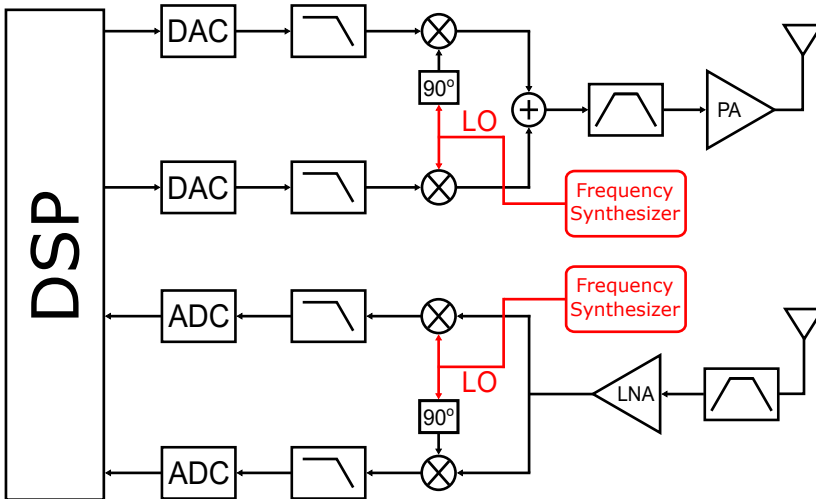 DSP
DAC
90º
LO
PA
DAC
Frequency
Synthesizer
ADC
Frequency
Synthesizer
LO
LNA
90º
ADC